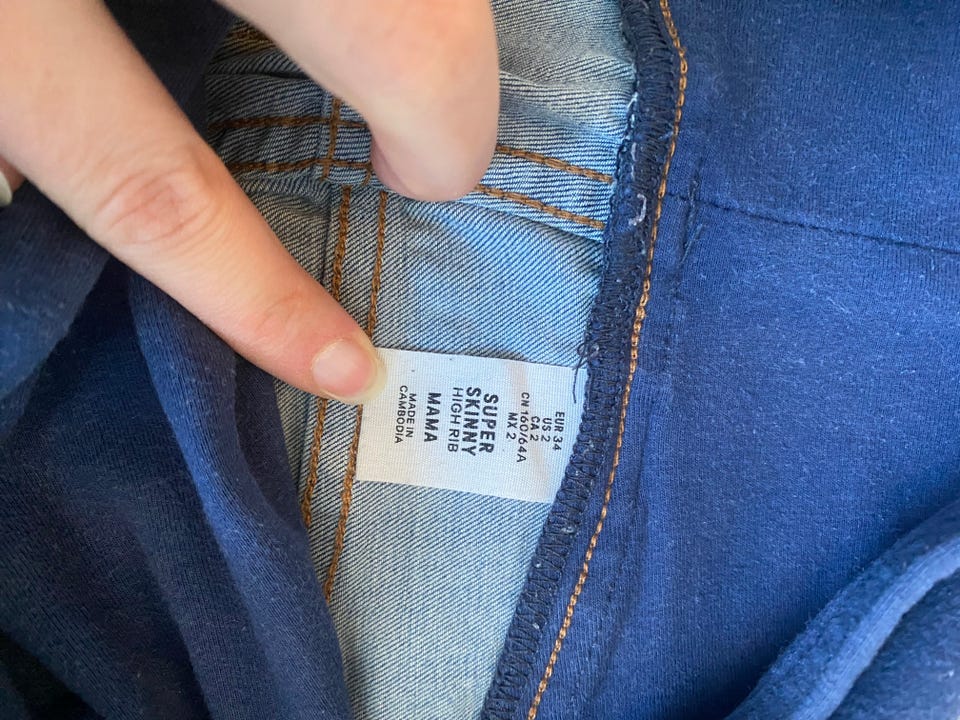 EUR 34
US 2
CA 2
CN 160/64A
MX 2
SUPER
SKINNY
HIGH RIB
MAMA
MADE IN
CAMBODIA